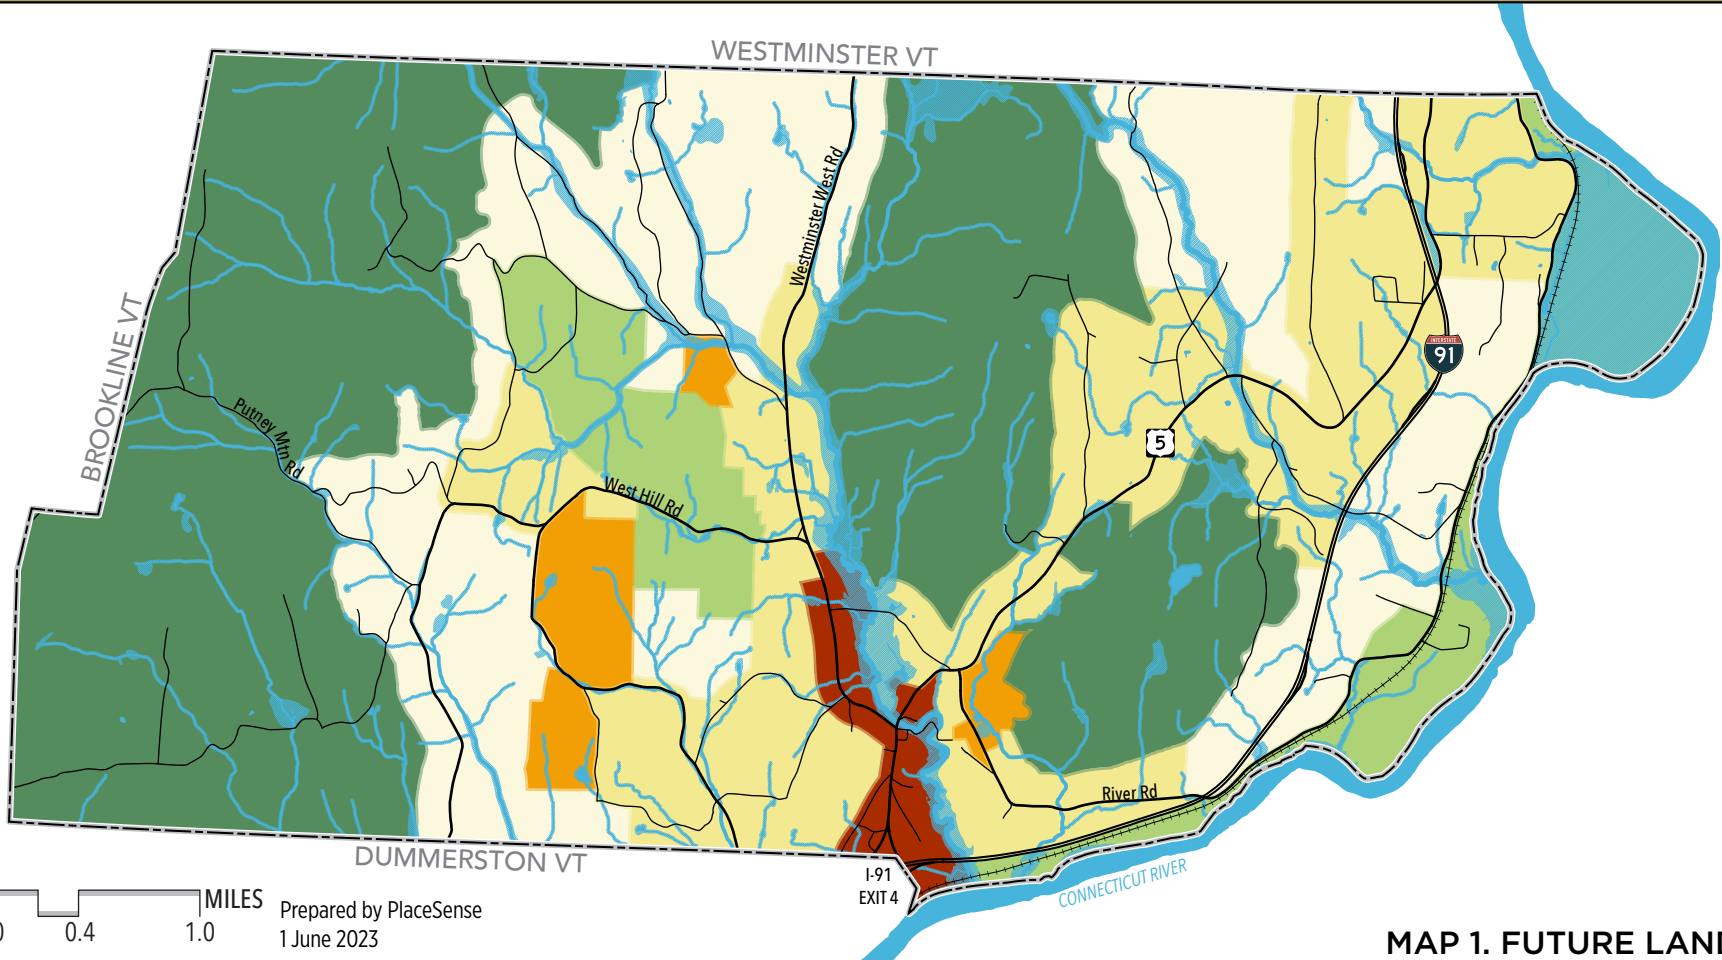 WESTMINSTER VT
Westminster West Rd
BROOKLINE VT
Putney Mtn Rd
West Hill Rd
INTERSTATE
91
5
River Rd
DUMMERSTON VT
I-91
EXIT 4
CONNECTICUT RIVER
MILES
0.4
1.0
Prepared by PlaceSense
1 June 2023
MAP 1. FUTURE LAN